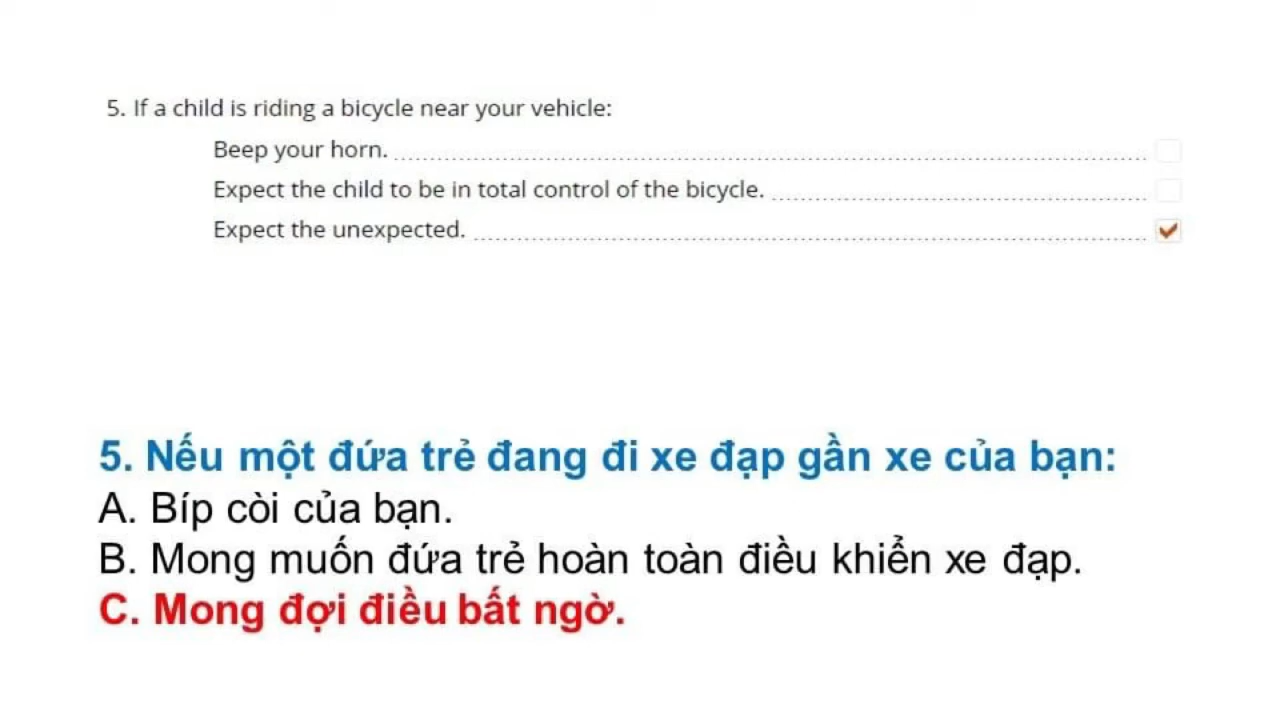 5. If a child is riding a bicycle near your vehicle:
Beep your horn.
Expect the child to be in total control of the bicycle.
Expect the unexpected.
5. Nếu một đứa trẻ đang đi xe đạp gần xe của bạn:
A. Bíp còi của bạn.
B. Mong muốn đứa trẻ hoàn toàn điều khiển xe đạp.
C. Mong đợi điều bất ngờ.